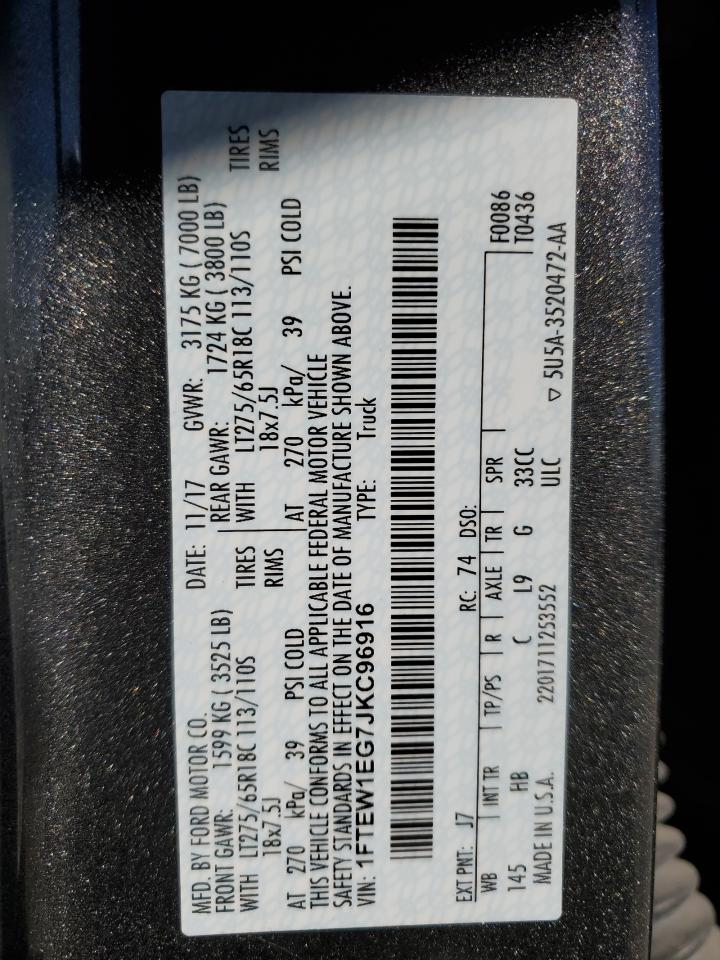 MFD. BY FORD MOTOR CO. DATE: 11/17 GVWR: 3175 KG ( 7000 LB)
FRONT GAWR: 1599 KG ( 3525 LB) REAR GAWR: 1724 KG ( 3800 LB)
WITH LT275/65R18C 113/110S TIRES WITH LT275/65R18C 113/110S TIRES
18x7.5J RIMS 18x7.5J RIMS
AT 270 kPa/ 39 PSI COLD AT 270 kPa/ 39 PSI COLD
THIS VEHICLE CONFORMS TO ALL APPLICABLE FEDERAL MOTOR VEHICLE
SAFETY STANDARDS IN EFFECT ON THE DATE OF MANUFACTURE SHOWN ABOVE.
VIN: 1FTEW1EG7JKC96916 TYPE: Truck
EXT PNT: J7 RC: 74 DSO:
WB INT TR TP/PS R AXLE TR SPR F0086
145 HB C L9 G 33CC T0436
MADE IN U.S.A. 2201711253552 ULC ▽ 5U5A-3520472-AA